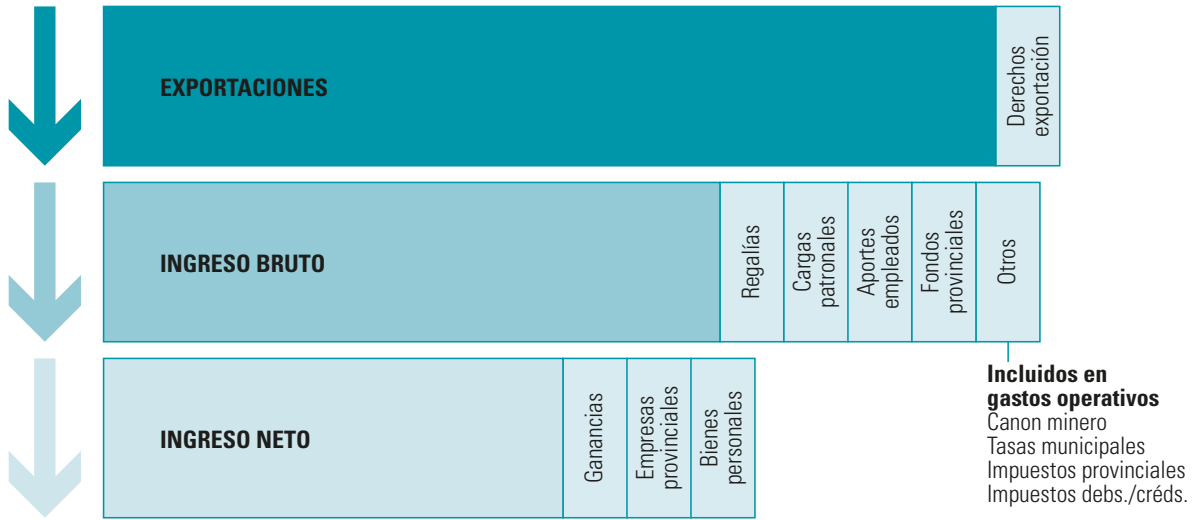 EXPORTACIONES
Derechos
exportación
INGRESO BRUTO
Regalías
Cargas
patronales
Aportes
empleados
Fondos
provinciales
Otros
INGRESO NETO
Ganancias
Empresas
provinciales
Bienes
personales
Incluidos en
gastos operativos
Canon minero
Tasas municipales
Impuestos provinciales
Impuestos debs./créds.